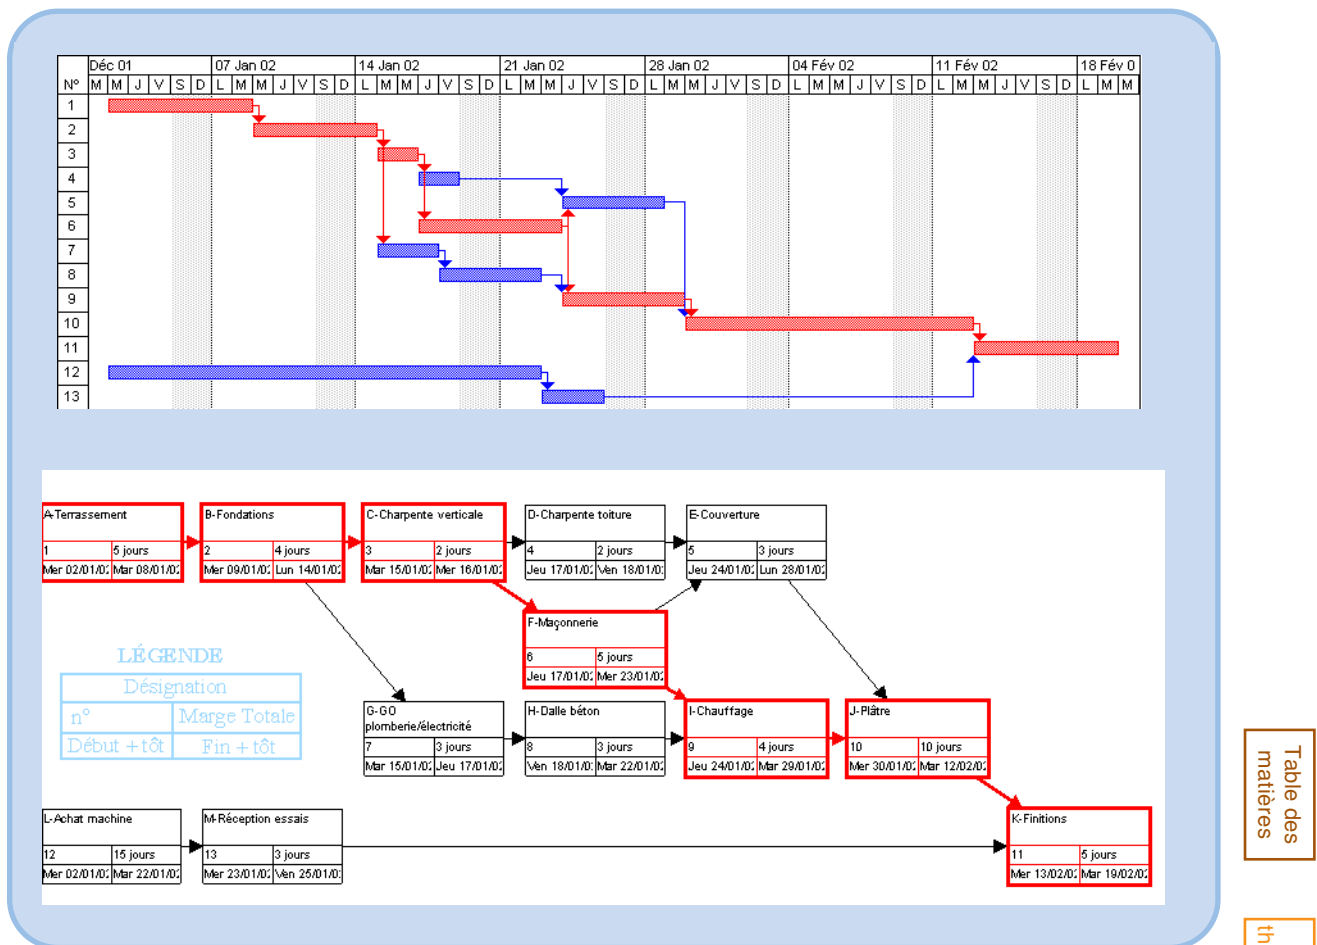 Déc 01 07 Jan 02 14 Jan 02 21 Jan 02 28 Jan 02 04 Fév 02 11 Fév 02 18 Fév 0
N° M M J V S D L M M J V S D L M M J V S D L M M J V S D L M M J V S D L M M J V S D L M M J V S D L M M
1
2
3
4
5
6
7
8
9
10
11
12
13
A-Terrassement B-Fondations C-Charpente verticale D-Charpente toiture E-Couverture
1 5 jours 2 4 jours 3 2 jours 4 2 jours 5 3 jours
Mer 02/01/02 Mar 08/01/02 Mer 09/01/02 Lun 14/01/02 Mar 15/01/02 Mer 16/01/02 Jeu 17/01/02 Ven 18/01/02 Jeu 24/01/02 Lun 28/01/02
F-Maçonnerie
6 5 jours
Jeu 17/01/02 Mer 23/01/02
LÉGENDE
Désignation
n° Marge Totale
Début + tôt Fin + tôt
G-GO
plomberie/électricité H-Dalle béton I-Chauffage J-Plâtre
7 3 jours 8 3 jours 9 4 jours 10 10 jours
Mar 15/01/02 Jeu 17/01/02 Ven 18/01/02 Mar 22/01/02 Jeu 24/01/02 Mar 29/01/02 Mer 30/01/02 Mar 12/02/02
L-Achat machine M-Réception essais K-Finitions
12 15 jours 13 3 jours 11 5 jours
Mer 02/01/02 Mar 22/01/02 Mer 23/01/02 Ven 25/01/02 Mer 13/02/02 Mar 19/02/02
Table des
matières
th